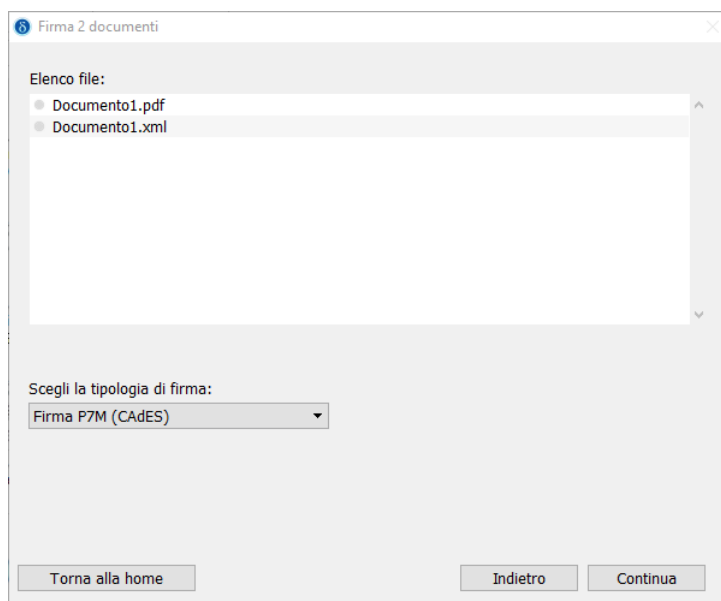 δ Firma 2 documenti
Elenco file:
Documento1.pdf
Documento1.xml
Scegli la tipologia di firma:
Firma P7M (CAdES)
Torna alla home
Indietro
Continua